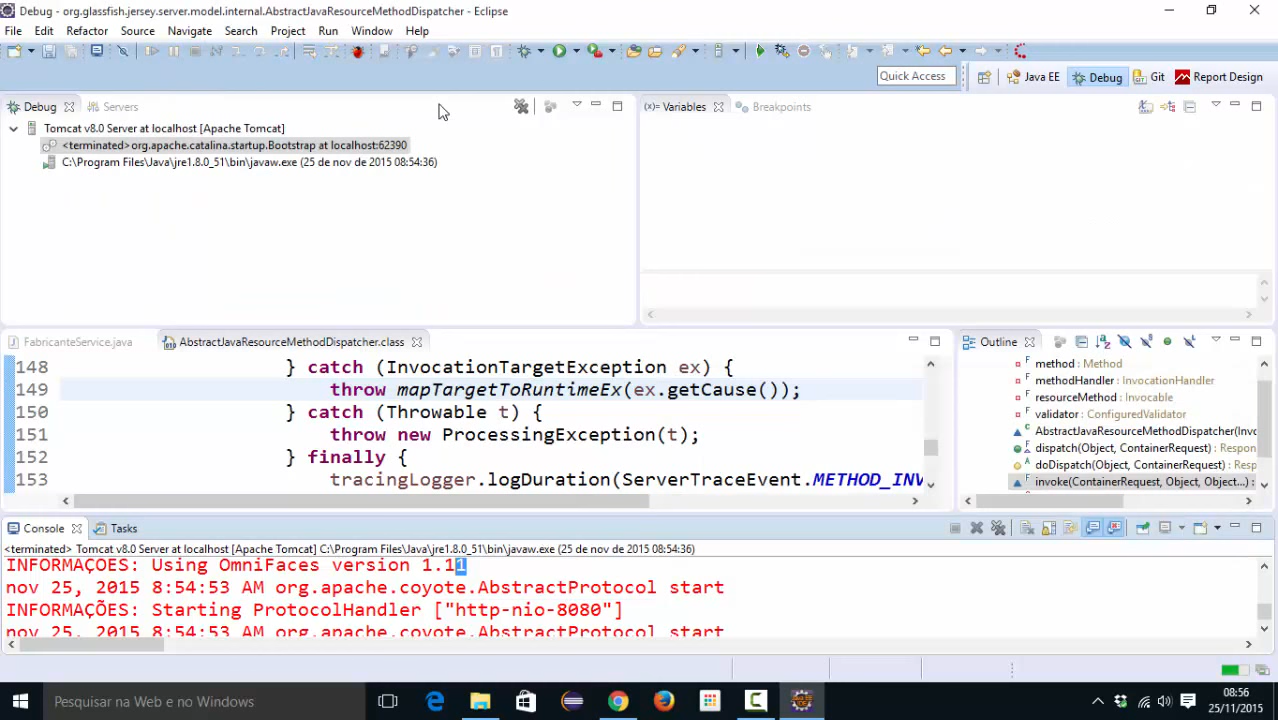 Debug - org.glassfish.jersey.server.model.internal.AbstractJavaResourceMethodDispatcher - Eclipse
File Edit Refactor Source Navigate Search Project Run Window Help
Quick Access Java EE Debug Git Report Design
Debug Servers
(x)= Variables Breakpoints
Tomcat v8.0 Server at localhost [Apache Tomcat]
<terminated> org.apache.catalina.startup.Bootstrap at localhost:62390
C:\Program Files\Java\jre1.8.0_51\bin\javaw.exe (25 de nov de 2015 08:54:36)
FabricanteService.java AbstractJavaResourceMethodDispatcher.class
148 } catch (InvocationTargetException ex) {
149 throw mapTargetToRuntimeEx(ex.getCause());
150 } catch (Throwable t) {
151 throw new ProcessingException(t);
152 } finally {
153 tracingLogger.logDuration(ServerTraceEvent.METHOD_INV
Outline
method : Method
methodHandler : InvocationHandler
resourceMethod : Invocable
validator : ConfiguredValidator
AbstractJavaResourceMethodDispatcher(Invo
dispatch(Object, ContainerRequest) : Respon
doDispatch(Object, ContainerRequest) : Resp
invoke(ContainerRequest, Object, Object...) :
Console Tasks
<terminated> Tomcat v8.0 Server at localhost [Apache Tomcat] C:\Program Files\Java\jre1.8.0_51\bin\javaw.exe (25 de nov de 2015 08:54:36)
INFORMAÇÕES: Using OmniFaces version 1.11
nov 25, 2015 8:54:53 AM org.apache.coyote.AbstractProtocol start
INFORMAÇÕES: Starting ProtocolHandler ["http-nio-8080"]
nov 25, 2015 8:54:53 AM org.apache.coyote.AbstractProtocol start
Pesquisar na Web e no Windows
08:56
25/11/2015